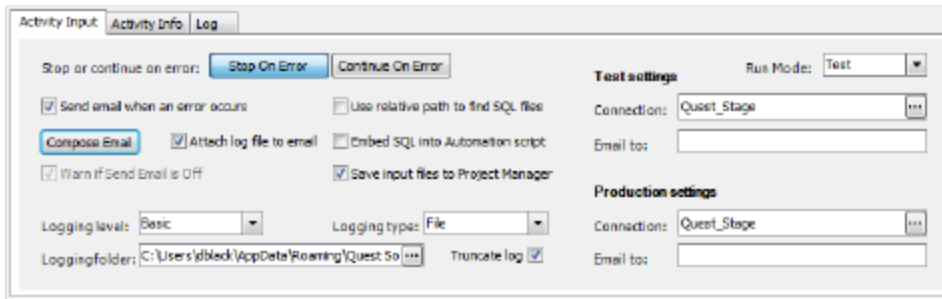 Activity Input Activity Info Log
Stop or continue on error: Stop On Error Continue On Error
Test settings Run Mode: Test
Send email when an error occurs Use relative path to find SQL files Connection: Quest_Stage ...
Compose Email Attach log file to email Embed SQL into Automation script Email to:
Warn if Send Email is Off Save input files to Project Manager
Production settings
Logging level: Basic Logging type: File Connection: Quest_Stage ...
Logging folder: C:\Users\dblack\AppData\Roaming\Quest So ... Truncate log Email to: